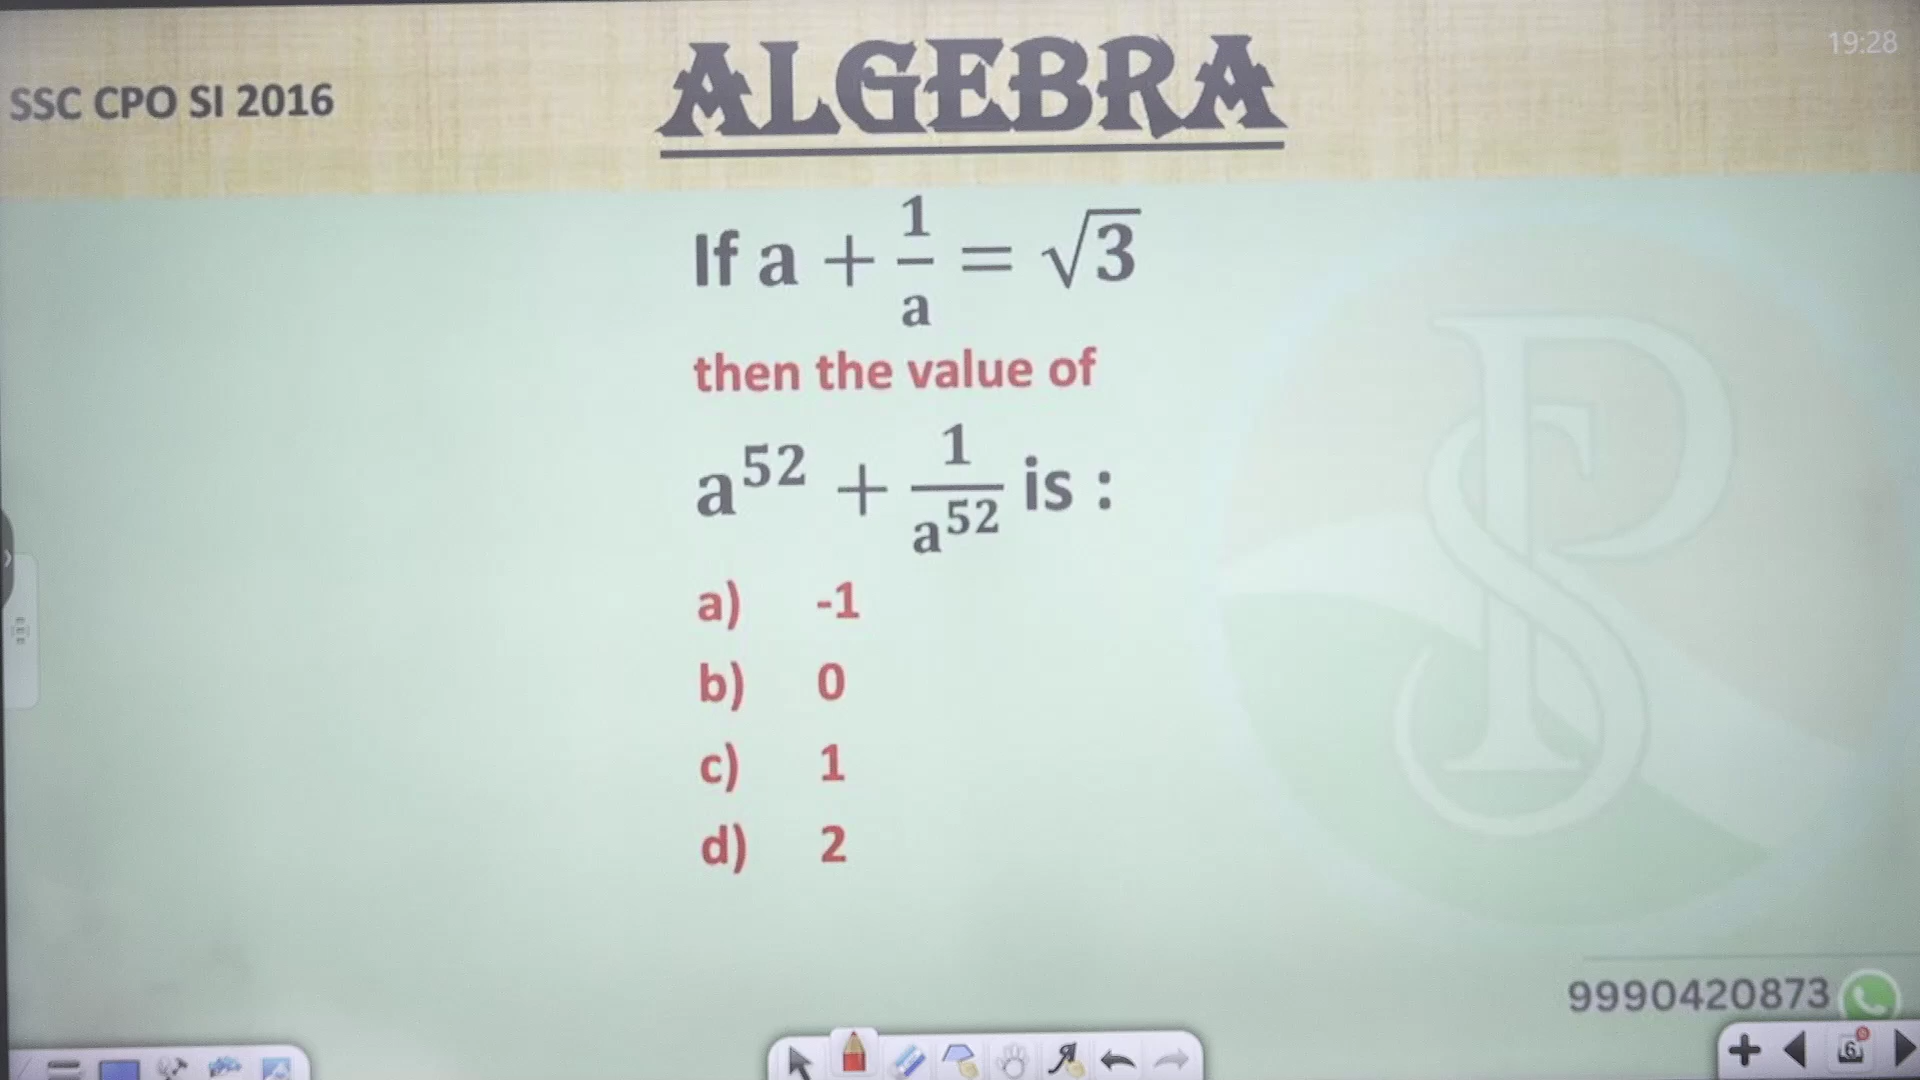 19:28
SSC CPO SI 2016
ALGEBRA
If a + 1/a = √3
then the value of
a^52 + 1/a^52 is :
a) -1
b) 0
c) 1
d) 2
9990420873
6